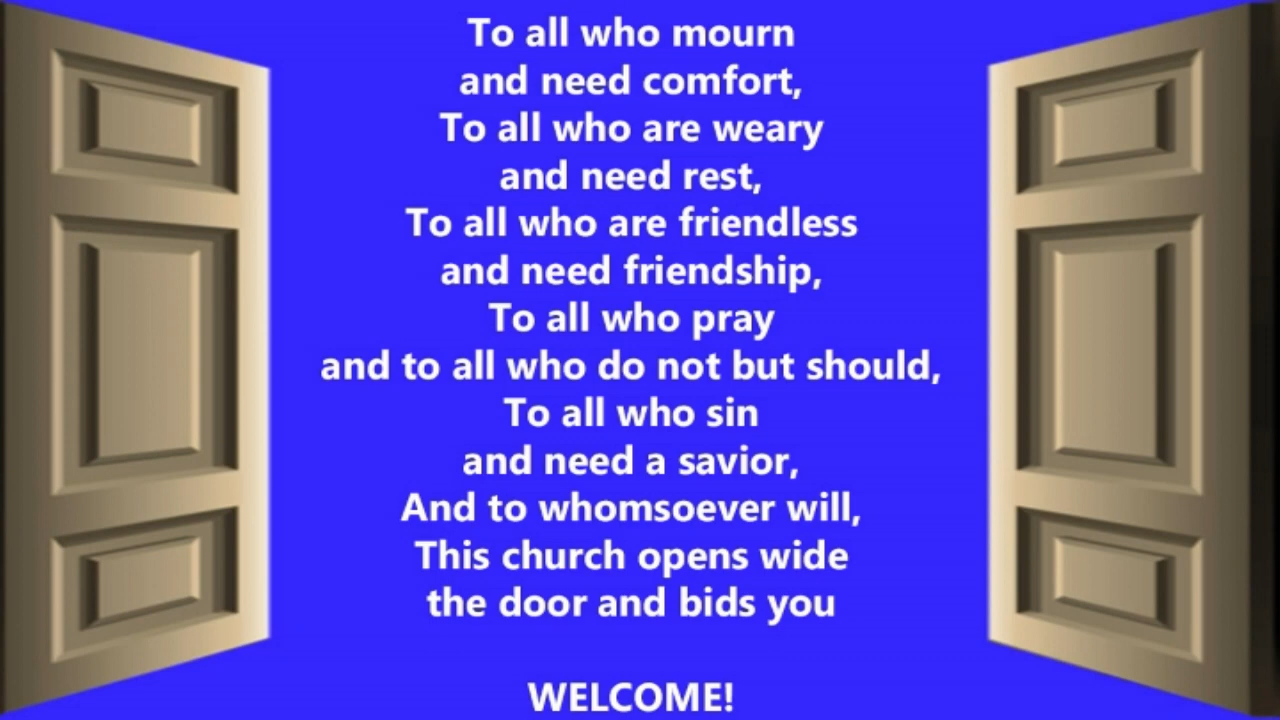 To all who mourn
and need comfort,
To all who are weary
and need rest,
To all who are friendless
and need friendship,
To all who pray
and to all who do not but should,
To all who sin
and need a savior,
And to whomsoever will,
This church opens wide
the door and bids you
WELCOME!